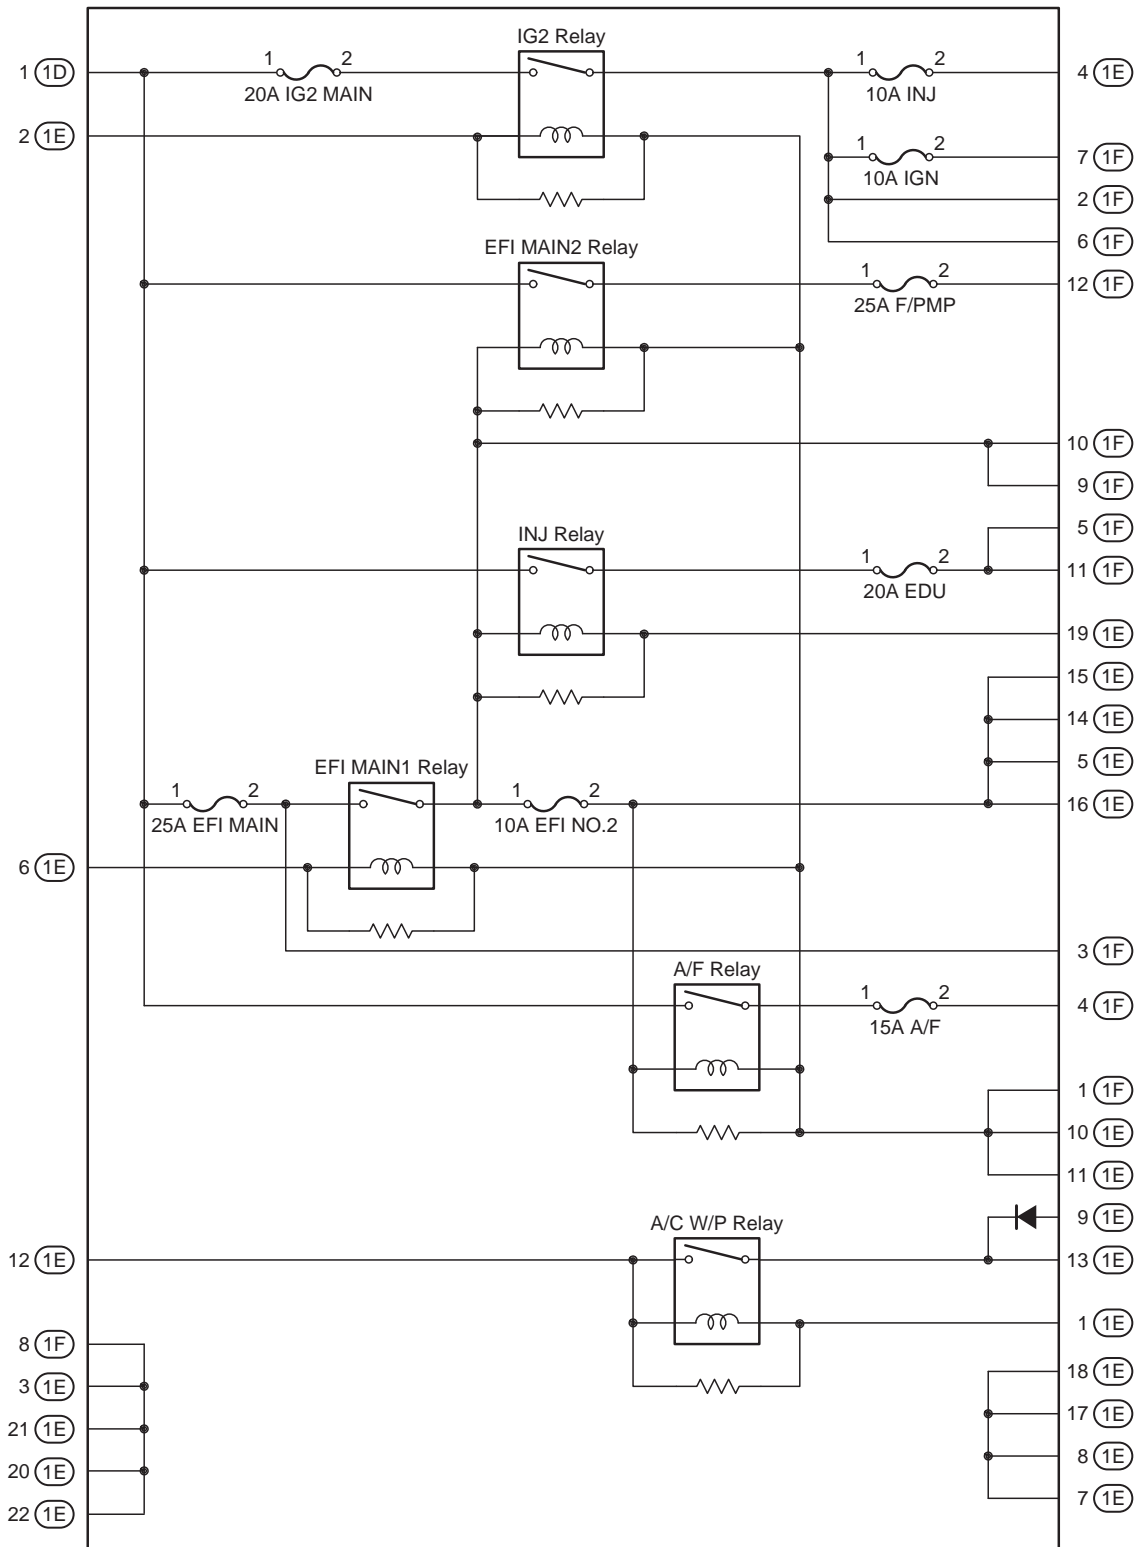 IG2 Relay
1 1D
1 2
20A IG2 MAIN
1 2
10A INJ
4 1E
2 1E
1 2
10A IGN
7 1F
2 1F
6 1F
EFI MAIN2 Relay
1 2
25A F/PMP
12 1F
10 1F
9 1F
5 1F
INJ Relay
1 2
20A EDU
11 1F
19 1E
15 1E
14 1E
5 1E
EFI MAIN1 Relay
1 2
25A EFI MAIN
1 2
10A EFI NO.2
16 1E
6 1E
3 1F
A/F Relay
1 2
15A A/F
4 1F
1 1F
10 1E
11 1E
9 1E
A/C W/P Relay
12 1E
13 1E
1 1E
8 1F
18 1E
3 1E
17 1E
21 1E
8 1E
20 1E
7 1E
22 1E